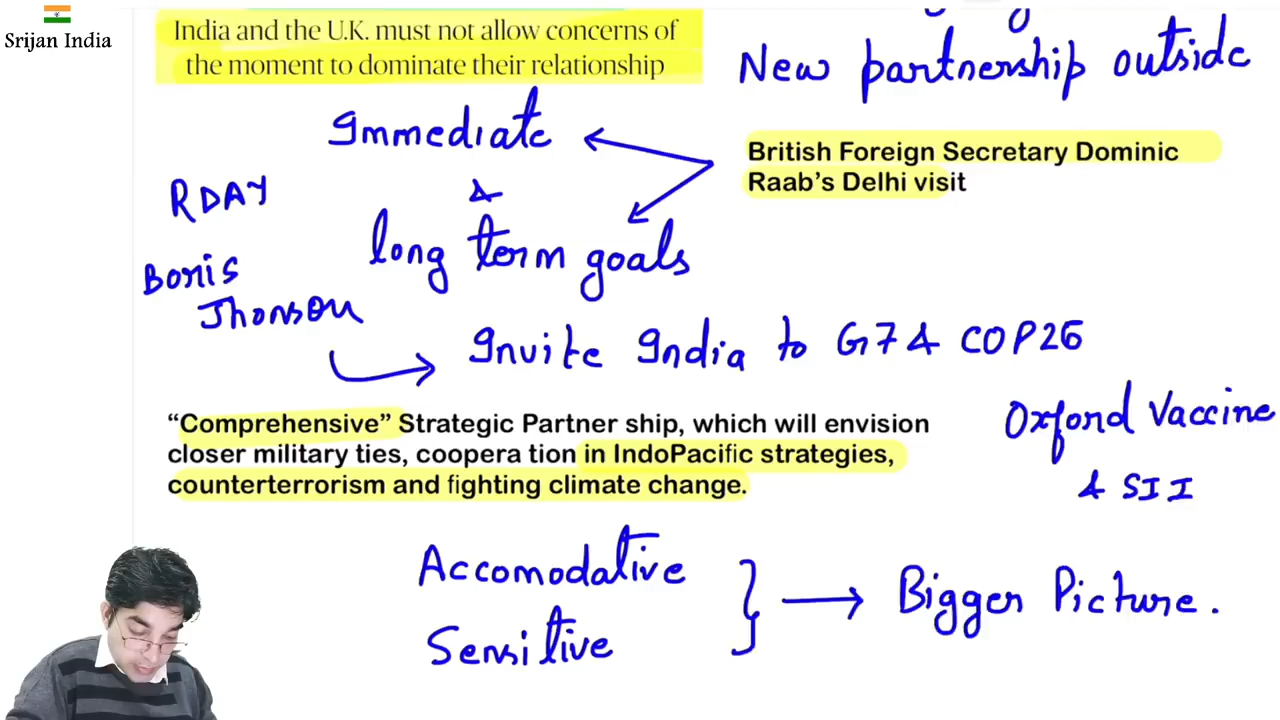 Srijan India
India and the U.K. must not allow concerns of
the moment to dominate their relationship
New partnership outside
Immediate
British Foreign Secretary Dominic
Raab's Delhi visit
RDAY
&
long term goals
Boris
Jhonson
Invite India to G7 & COP26
"Comprehensive" Strategic Partner ship, which will envision
closer military ties, coopera tion in IndoPacific strategies,
counterterrorism and fighting climate change.
Oxford Vaccine
& SII
Accomodative
Sensitive
Bigger Picture.